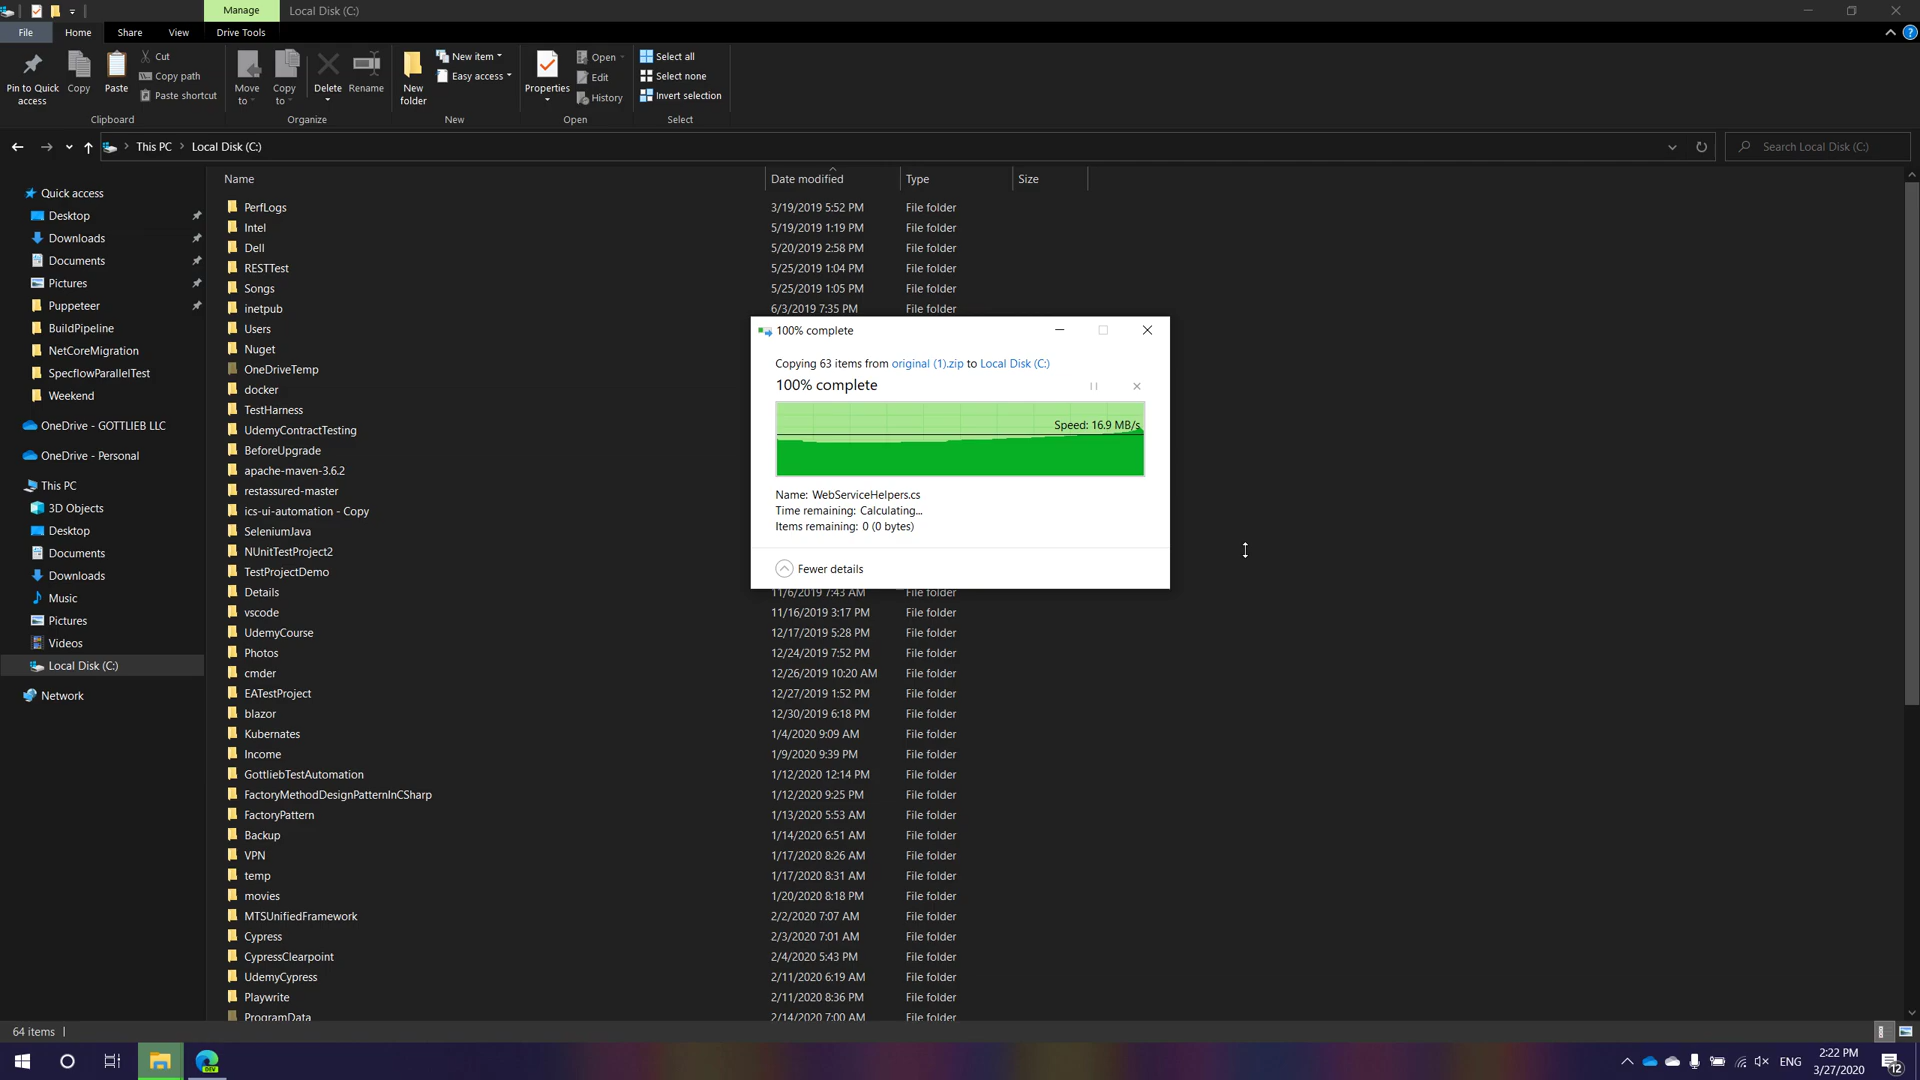 Manage
Local Disk (C:)
File
Home
Share
View
Drive Tools
Pin to Quick access
Copy
Paste
Cut
Copy path
Paste shortcut
Clipboard
Move to
Copy to
Delete
Rename
Organize
New folder
New item
Easy access
New
Properties
Open
Edit
History
Open
Select all
Select none
Invert selection
Select
This PC
Local Disk (C:)
Search Local Disk (C:)
Quick access
Desktop
Downloads
Documents
Pictures
Puppeteer
BuildPipeline
NetCoreMigration
SpecflowParallelTest
Weekend
OneDrive - GOTTLIEB LLC
OneDrive - Personal
This PC
3D Objects
Desktop
Documents
Downloads
Music
Pictures
Videos
Local Disk (C:)
Network
Name Date modified Type Size
PerfLogs 3/19/2019 5:52 PM File folder
Intel 5/19/2019 1:19 PM File folder
Dell 5/20/2019 2:58 PM File folder
RESTTest 5/25/2019 1:04 PM File folder
Songs 5/25/2019 1:05 PM File folder
inetpub 6/3/2019 7:35 PM File folder
Users
Nuget
OneDriveTemp
docker
TestHarness
UdemyContractTesting
BeforeUpgrade
apache-maven-3.6.2
restassured-master
ics-ui-automation - Copy
SeleniumJava
NUnitTestProject2
TestProjectDemo
Details 11/6/2019 7:43 AM File folder
vscode 11/16/2019 3:17 PM File folder
UdemyCourse 12/17/2019 5:28 PM File folder
Photos 12/24/2019 7:52 PM File folder
cmder 12/26/2019 10:20 AM File folder
EATestProject 12/27/2019 1:52 PM File folder
blazor 12/30/2019 6:18 PM File folder
Kubernates 1/4/2020 9:09 AM File folder
Income 1/9/2020 9:39 PM File folder
GottliebTestAutomation 1/12/2020 12:14 PM File folder
FactoryMethodDesignPatternInCSharp 1/12/2020 9:25 PM File folder
FactoryPattern 1/13/2020 5:53 AM File folder
Backup 1/14/2020 6:51 AM File folder
VPN 1/17/2020 8:26 AM File folder
temp 1/17/2020 8:31 AM File folder
movies 1/20/2020 8:18 PM File folder
MTSUnifiedFramework 2/2/2020 7:07 AM File folder
Cypress 2/3/2020 7:01 AM File folder
CypressClearpoint 2/4/2020 5:43 PM File folder
UdemyCypress 2/11/2020 6:19 AM File folder
Playwrite 2/11/2020 8:36 PM File folder
ProgramData 2/14/2020 7:00 AM File folder
100% complete
Copying 63 items from original (1).zip to Local Disk (C:)
100% complete
Speed: 16.9 MB/s
Name: WebServiceHelpers.cs
Time remaining: Calculating...
Items remaining: 0 (0 bytes)
Fewer details
64 items
DEV
ENG
2:22 PM
3/27/2020
12